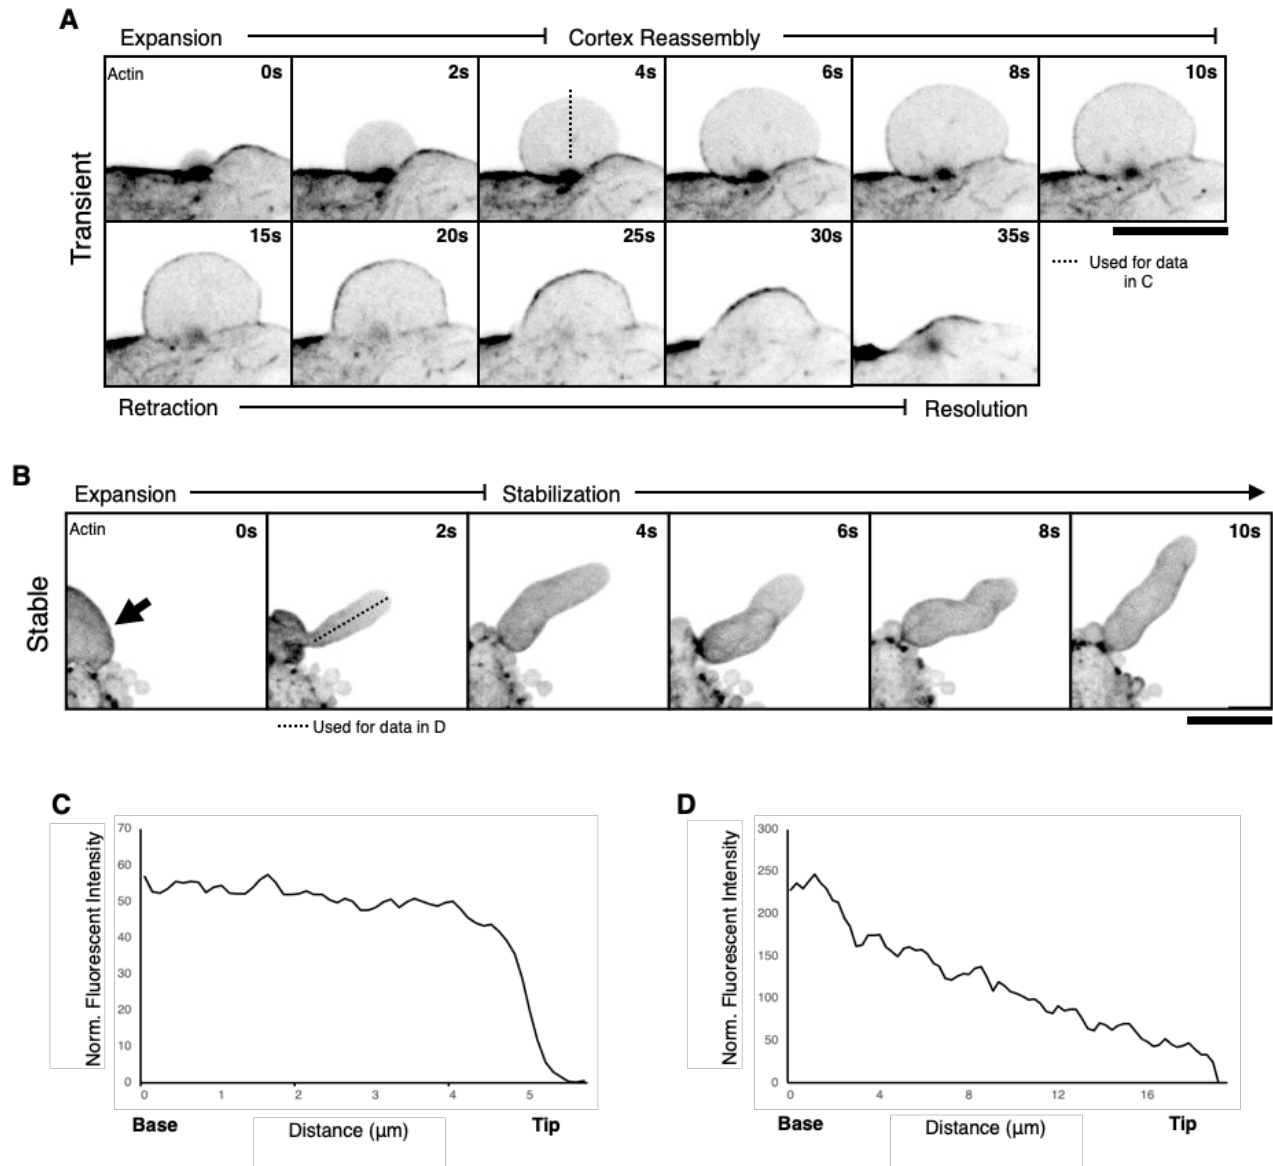 A
Expansion
Cortex Reassembly
Transient
Actin
0s
2s
4s
6s
8s
10s
15s
20s
25s
30s
35s
Used for data
in C
Retraction
Resolution
B
Expansion
Stabilization
Stable
Actin
0s
2s
4s
6s
8s
10s
Used for data in D
C
Norm. Fluorescent Intensity
70
60
50
40
30
20
10
0
0 1 2 3 4 5
Base
Distance (µm)
Tip
D
Norm. Fluorescent Intensity
300
250
200
150
100
50
0
0 4 8 12 16
Base
Distance (µm)
Tip